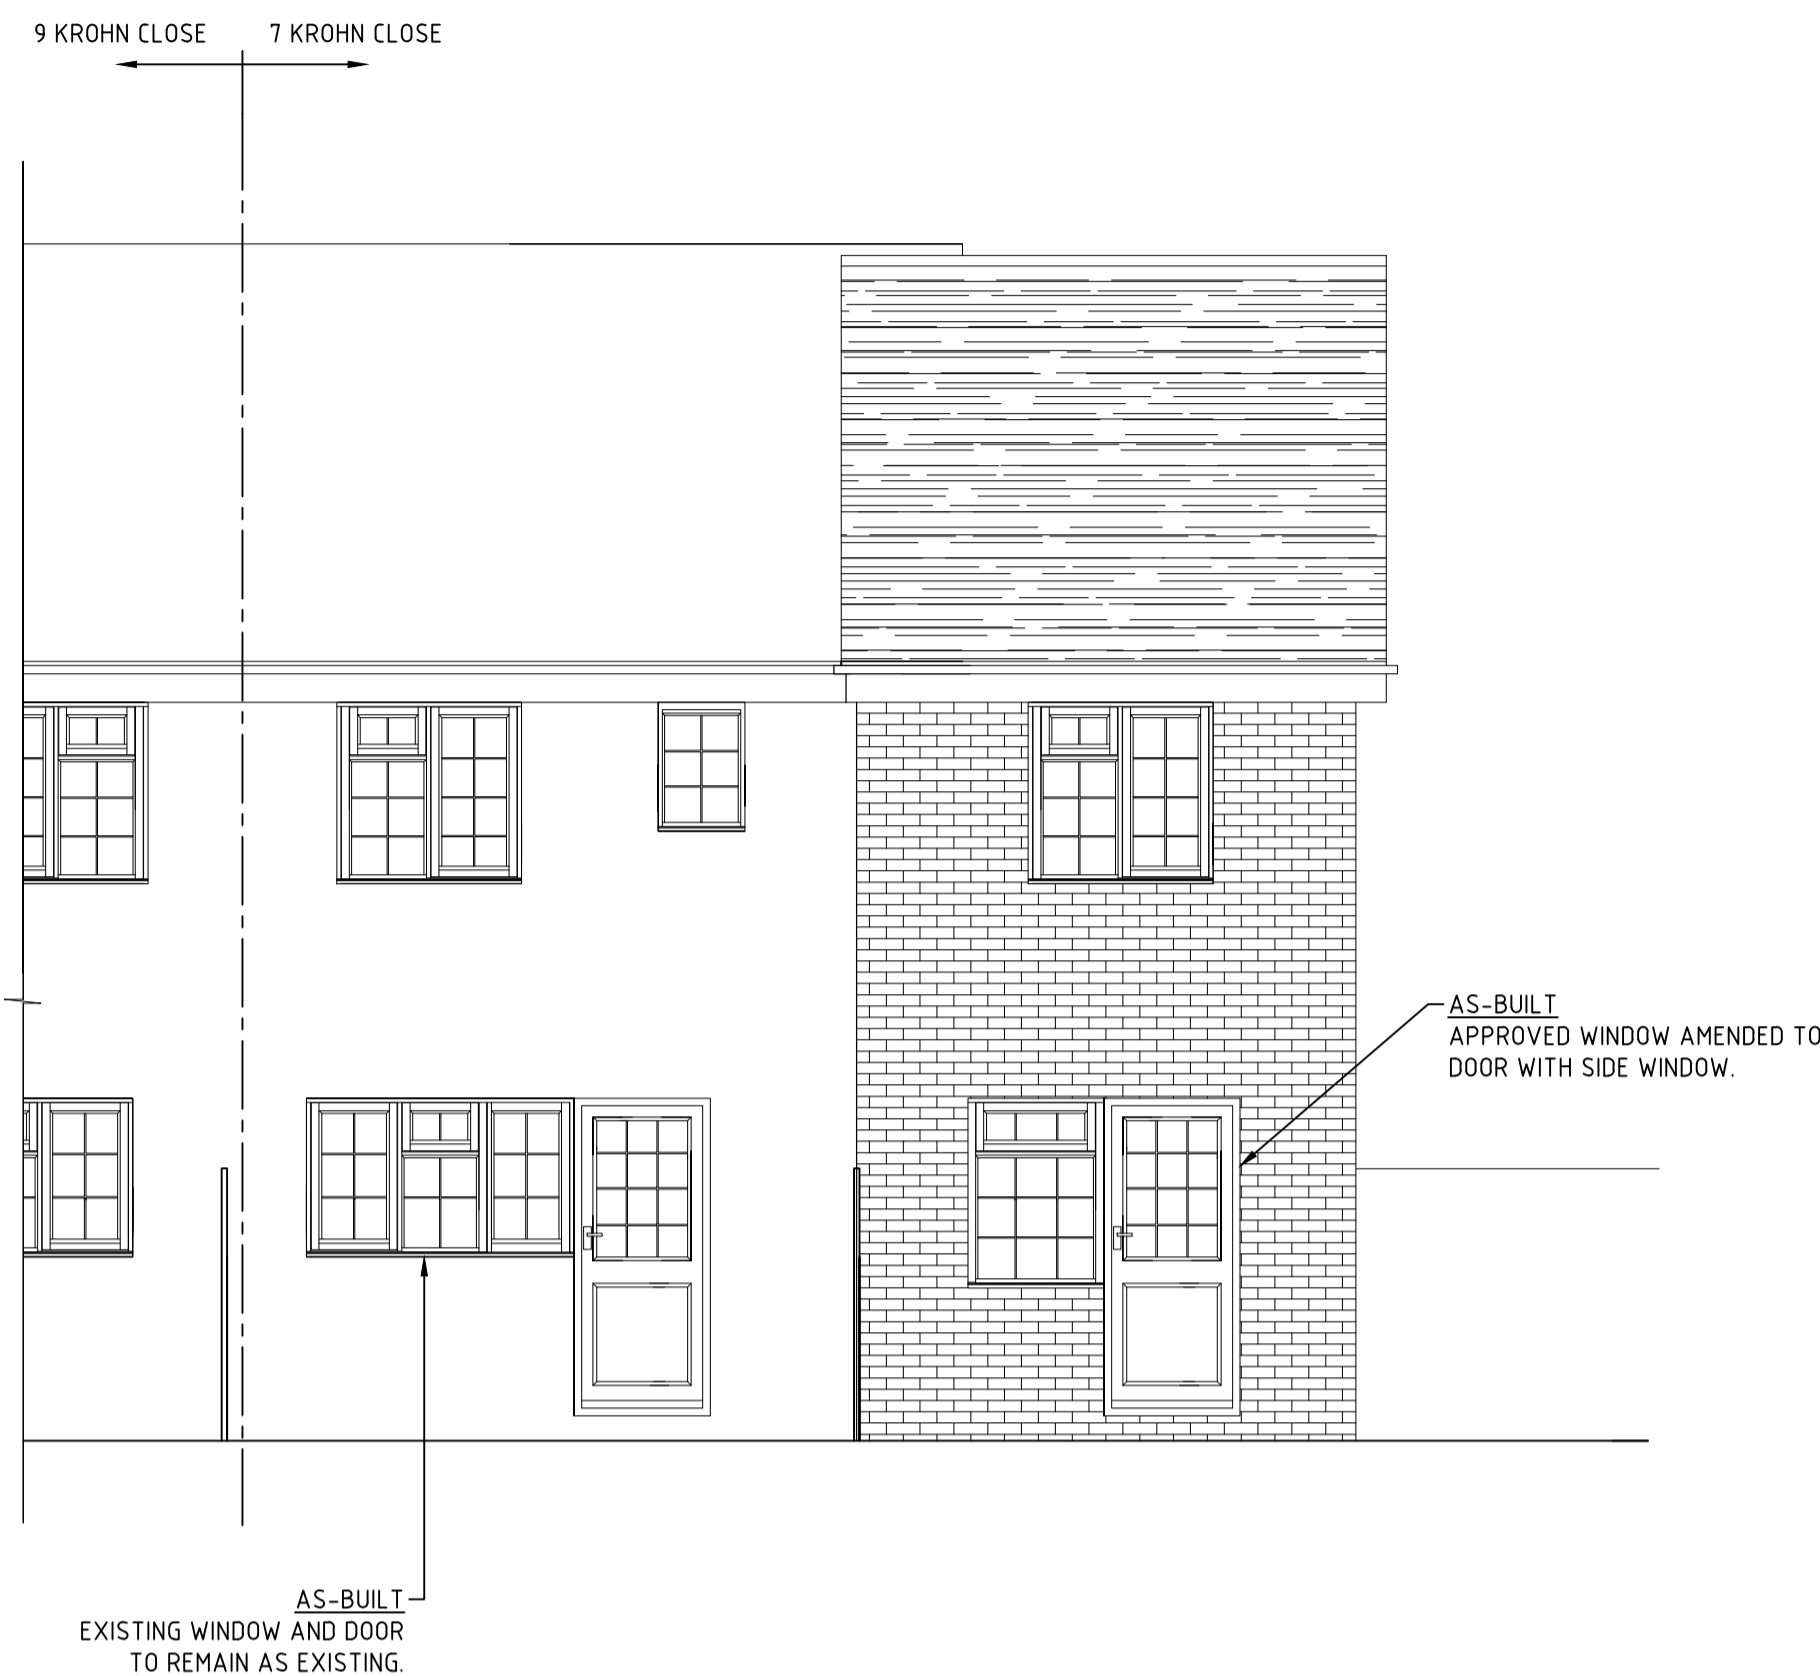 9 KROHN CLOSE
7 KROHN CLOSE
AS-BUILT
APPROVED WINDOW AMENDED TO
DOOR WITH SIDE WINDOW.
AS-BUILT
EXISTING WINDOW AND DOOR
TO REMAIN AS EXISTING.